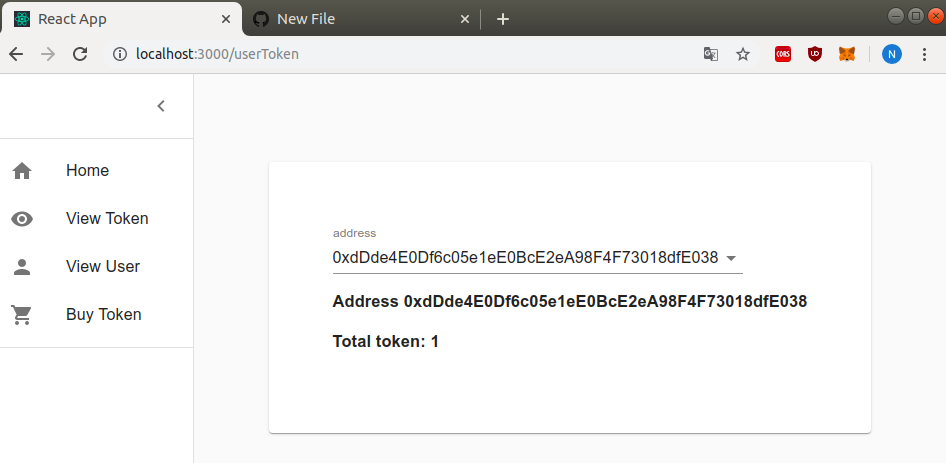 React App
New File
localhost:3000/userToken
CORS
UD
N
Home
View Token
View User
Buy Token
address
0xdDde4E0Df6c05e1eE0BcE2eA98F4F73018dfE038
Address 0xdDde4E0Df6c05e1eE0BcE2eA98F4F73018dfE038
Total token: 1